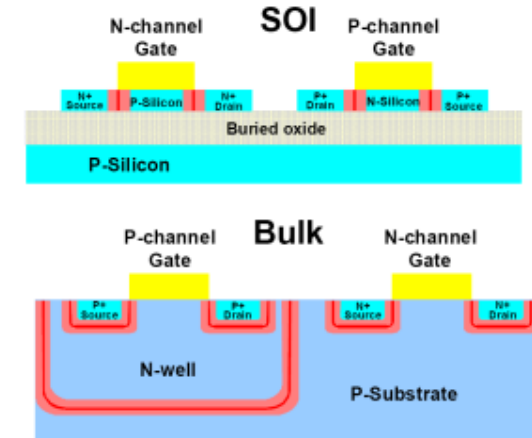 SOI
N-channel
Gate
P-channel
Gate
N+
Source
P-Silicon
N+
Drain
P+
Drain
N-Silicon
P+
Source
Buried oxide
P-Silicon
Bulk
P-channel
Gate
N-channel
Gate
P+
Source
P+
Drain
N+
Source
N+
Drain
N-well
P-Substrate